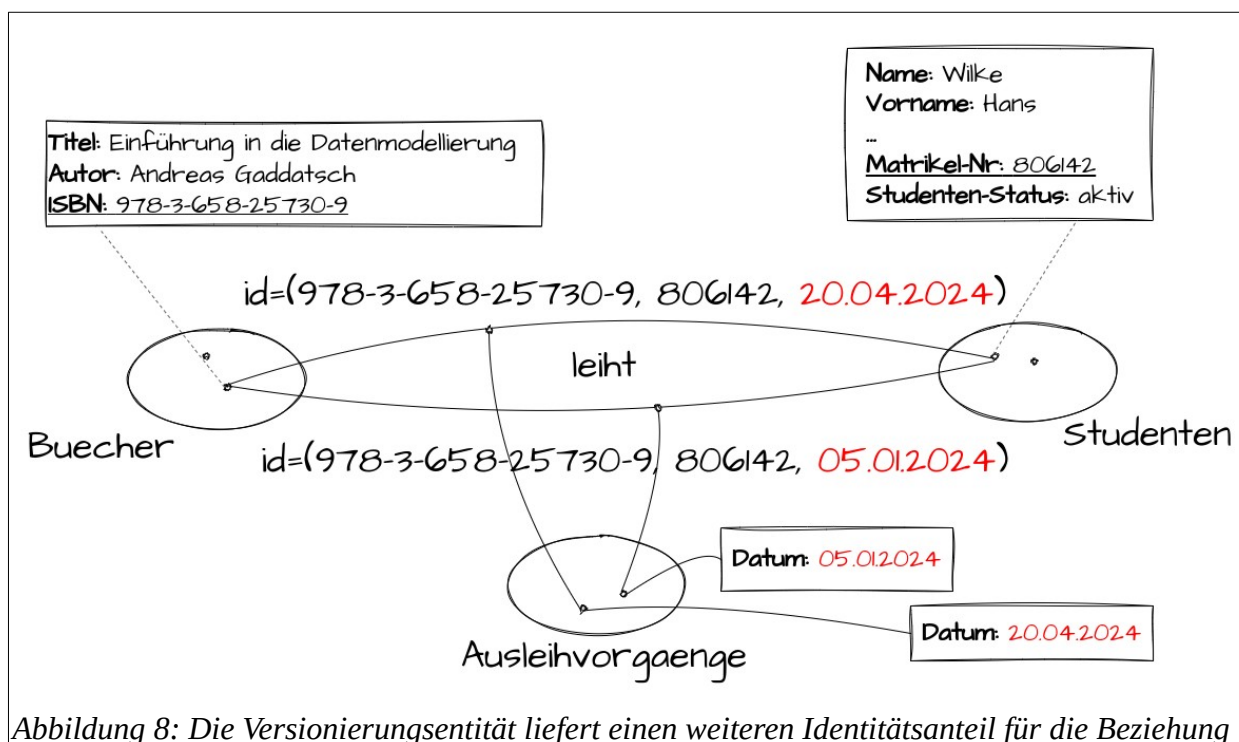 Name: Wilke
Vorname: Hans
...
Matrikel-Nr: 806142
Studenten-Status: aktiv
Titel: Einführung in die Datenmodellierung
Autor: Andreas Gaddatsch
ISBN: 978-3-658-25730-9
id=(978-3-658-25730-9, 806142, 20.04.2024)
leiht
Buecher
Studenten
id=(978-3-658-25730-9, 806142, 05.01.2024)
Datum: 05.01.2024
Datum: 20.04.2024
Ausleihvorgaenge
Abbildung 8: Die Versionierungsentität liefert einen weiteren Identitätsanteil für die Beziehung